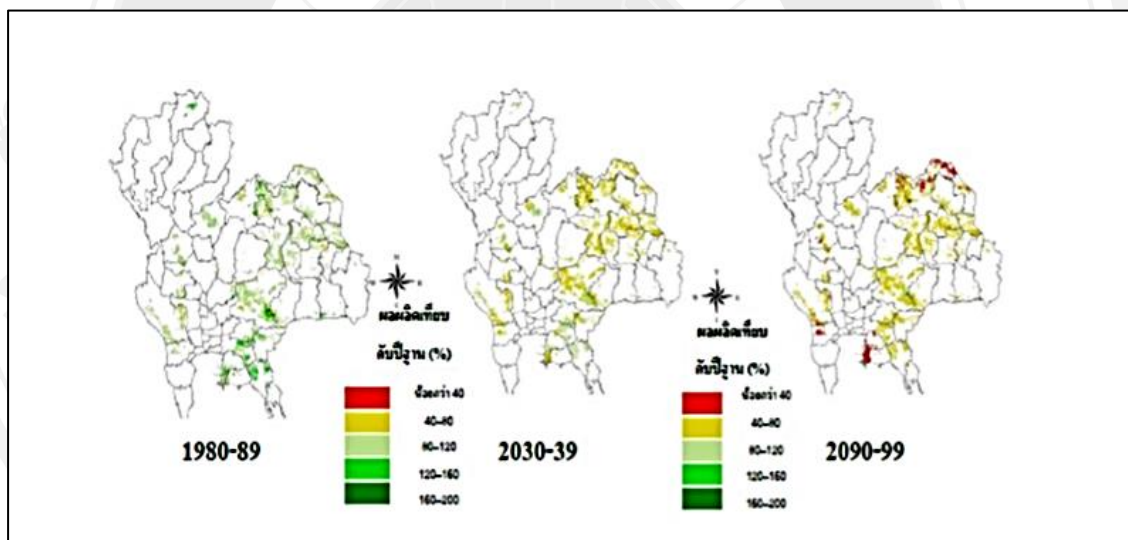 ผลผลิตเทียบ
กับปีฐาน (%)
น้อยกว่า 40
40-80
80-120
120-160
160-200
ผลผลิตเทียบ
กับปีฐาน (%)
น้อยกว่า 40
40-80
80-120
120-160
160-200
1980-89
2030-39
2090-99